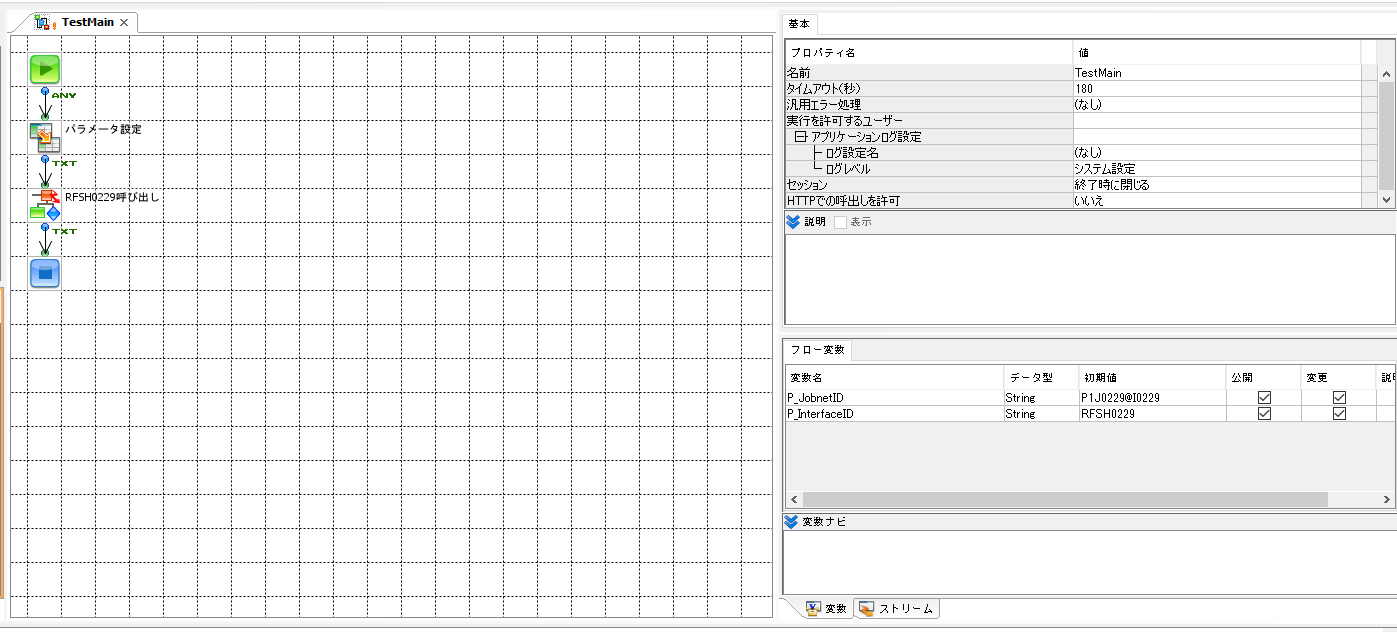 TestMain
ANY
パラメータ設定
TXT
RFSH0229呼び出し
TXT
基本
プロパティ名 値
名前 TestMain
タイムアウト(秒) 180
汎用エラー処理 (なし)
実行を許可するユーザー
アプリケーションログ設定
ログ設定名 (なし)
ログレベル システム設定
セッション 終了時に閉じる
HTTPでの呼出しを許可 いいえ
説明 表示
フロー変数
変数名 データ型 初期値 公開 変更 説明
P_JobnetID String P1J0229@I0229
P_InterfaceID String RFSH0229
変数ナビ
変数 ストリーム